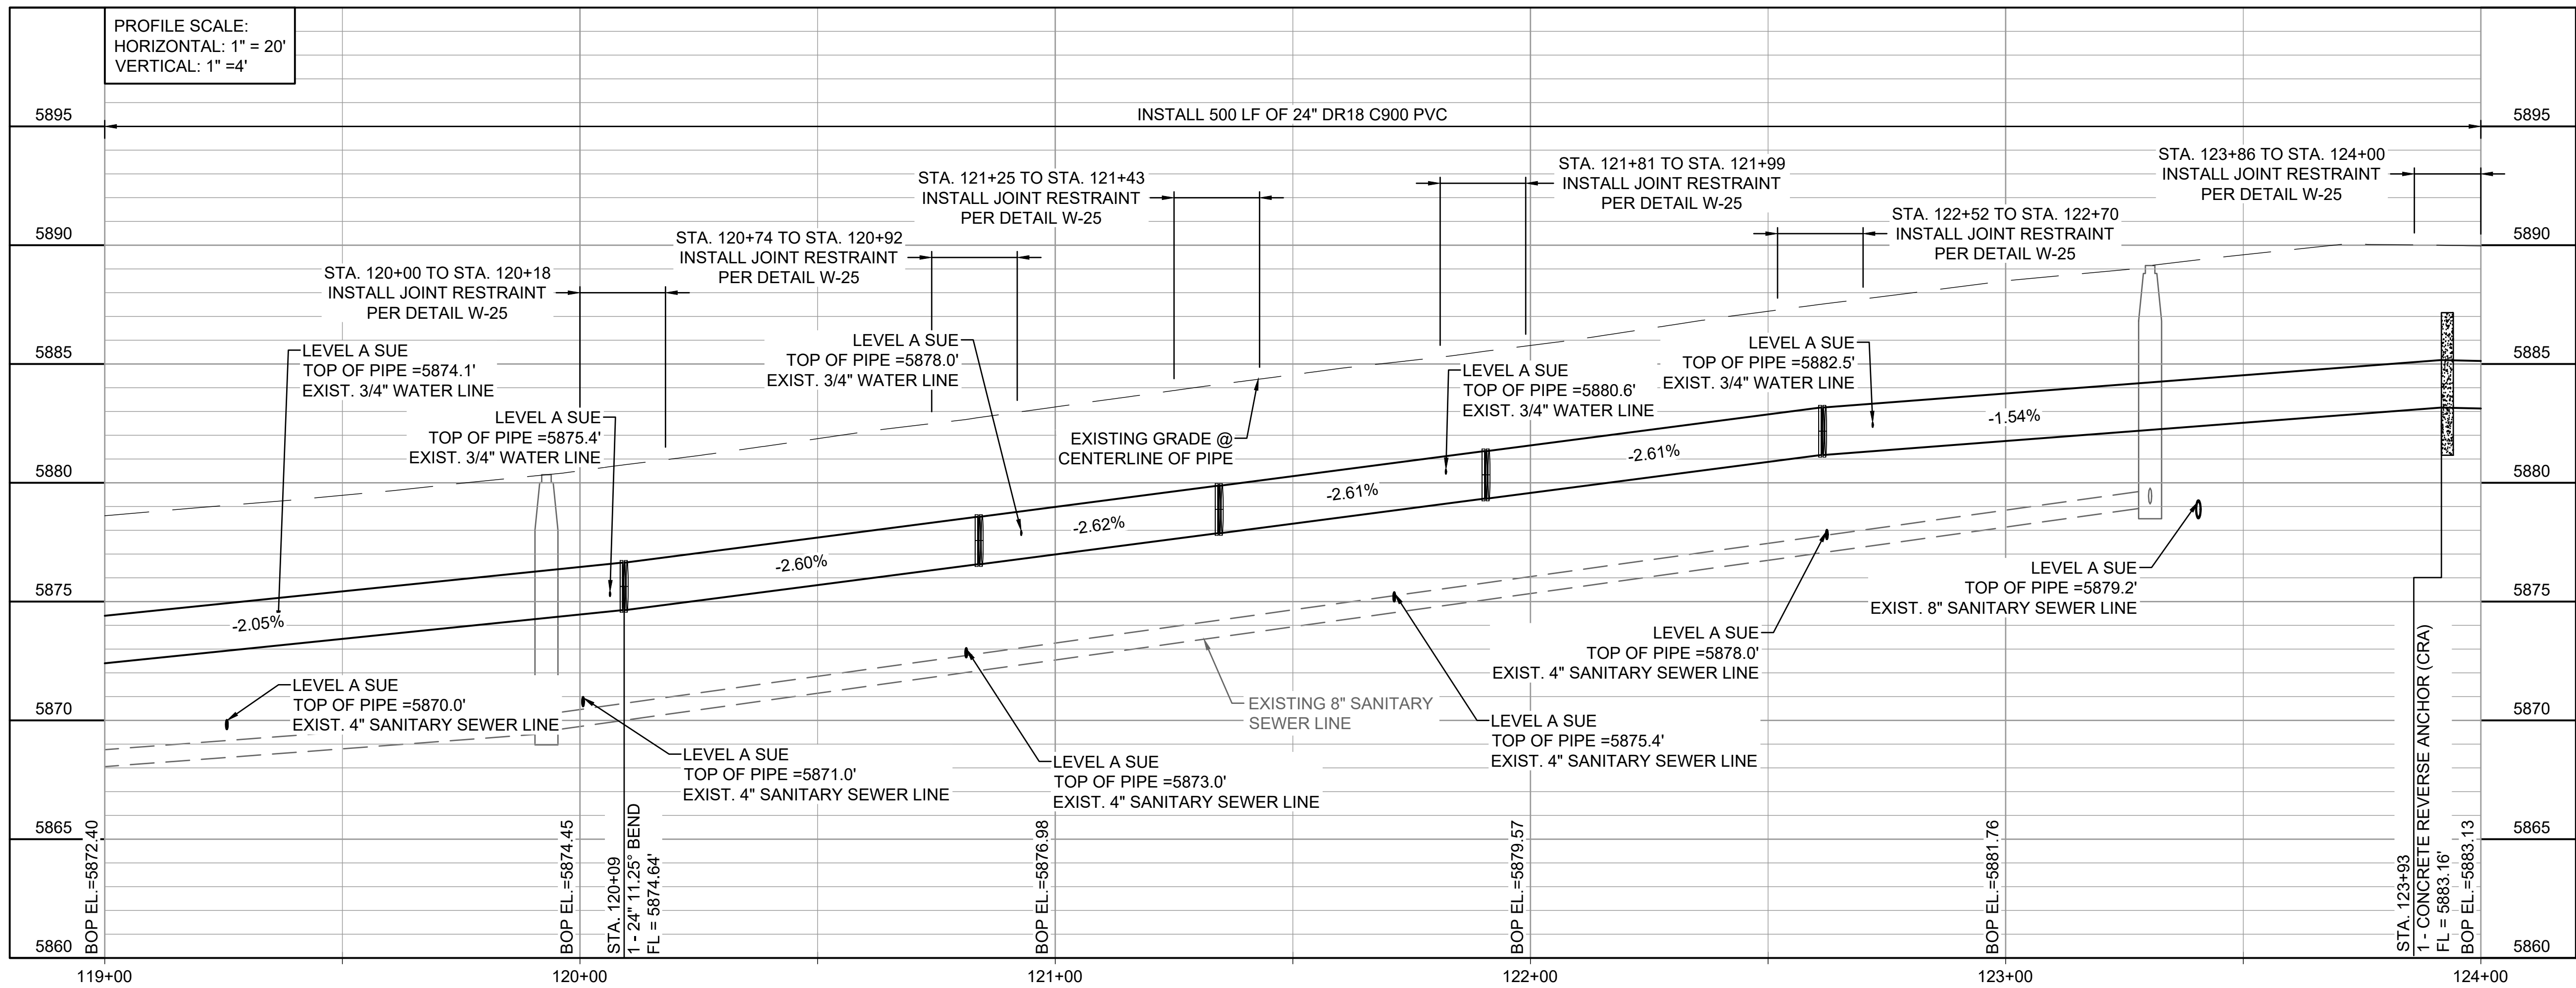 PROFILE SCALE:
HORIZONTAL: 1" = 20'
VERTICAL: 1" =4'
5895
5895
INSTALL 500 LF OF 24" DR18 C900 PVC
STA. 123+86 TO STA. 124+00
INSTALL JOINT RESTRAINT
PER DETAIL W-25
STA. 121+81 TO STA. 121+99
INSTALL JOINT RESTRAINT
PER DETAIL W-25
STA. 121+25 TO STA. 121+43
INSTALL JOINT RESTRAINT
PER DETAIL W-25
STA. 122+52 TO STA. 122+70
INSTALL JOINT RESTRAINT
PER DETAIL W-25
STA. 120+74 TO STA. 120+92
INSTALL JOINT RESTRAINT
PER DETAIL W-25
5890
5890
STA. 120+00 TO STA. 120+18
INSTALL JOINT RESTRAINT
PER DETAIL W-25
LEVEL A SUE
TOP OF PIPE =5874.1'
EXIST. 3/4" WATER LINE
LEVEL A SUE
TOP OF PIPE =5878.0'
EXIST. 3/4" WATER LINE
LEVEL A SUE
TOP OF PIPE =5882.5'
EXIST. 3/4" WATER LINE
5885
5885
LEVEL A SUE
TOP OF PIPE =5880.6'
EXIST. 3/4" WATER LINE
LEVEL A SUE
TOP OF PIPE =5875.4'
EXIST. 3/4" WATER LINE
EXISTING GRADE @
CENTERLINE OF PIPE
5880
5880
-2.05%
-2.60%
-2.62%
-2.61%
-2.61%
-1.54%
5875
5875
LEVEL A SUE
TOP OF PIPE =5879.2'
EXIST. 8" SANITARY SEWER LINE
LEVEL A SUE
TOP OF PIPE =5878.0'
EXIST. 4" SANITARY SEWER LINE
LEVEL A SUE
TOP OF PIPE =5870.0'
EXIST. 4" SANITARY SEWER LINE
EXISTING 8" SANITARY
SEWER LINE
5870
5870
LEVEL A SUE
TOP OF PIPE =5875.4'
EXIST. 4" SANITARY SEWER LINE
LEVEL A SUE
TOP OF PIPE =5871.0'
EXIST. 4" SANITARY SEWER LINE
LEVEL A SUE
TOP OF PIPE =5873.0'
EXIST. 4" SANITARY SEWER LINE
5865
5865
BOP EL.=5872.40
BOP EL.=5874.45
STA. 120+09
1 - 24" 11.25° BEND
FL = 5874.64'
BOP EL.=5876.98
BOP EL.=5879.57
BOP EL.=5881.76
STA. 123+93
1 - CONCRETE REVERSE ANCHOR (CRA)
FL = 5883.16'
BOP EL.=5883.13
5860
5860
119+00
120+00
121+00
122+00
123+00
124+00